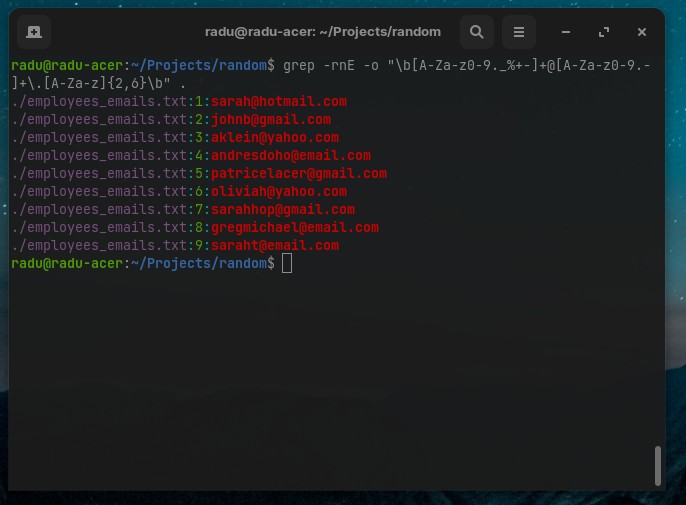 radu@radu-acer: ~/Projects/random
radu@radu-acer:~/Projects/random$ grep -rnE -o "\b[A-Za-z0-9._%+-]+@[A-Za-z0-9.-
]+\.[A-Za-z]{2,6}\b" .
./employees_emails.txt:1:sarah@hotmail.com
./employees_emails.txt:2:johnb@gmail.com
./employees_emails.txt:3:aklein@yahoo.com
./employees_emails.txt:4:andresdoho@email.com
./employees_emails.txt:5:patricelacer@gmail.com
./employees_emails.txt:6:oliviah@yahoo.com
./employees_emails.txt:7:sarahhop@gmail.com
./employees_emails.txt:8:gregmichael@email.com
./employees_emails.txt:9:saraht@email.com
radu@radu-acer:~/Projects/random$